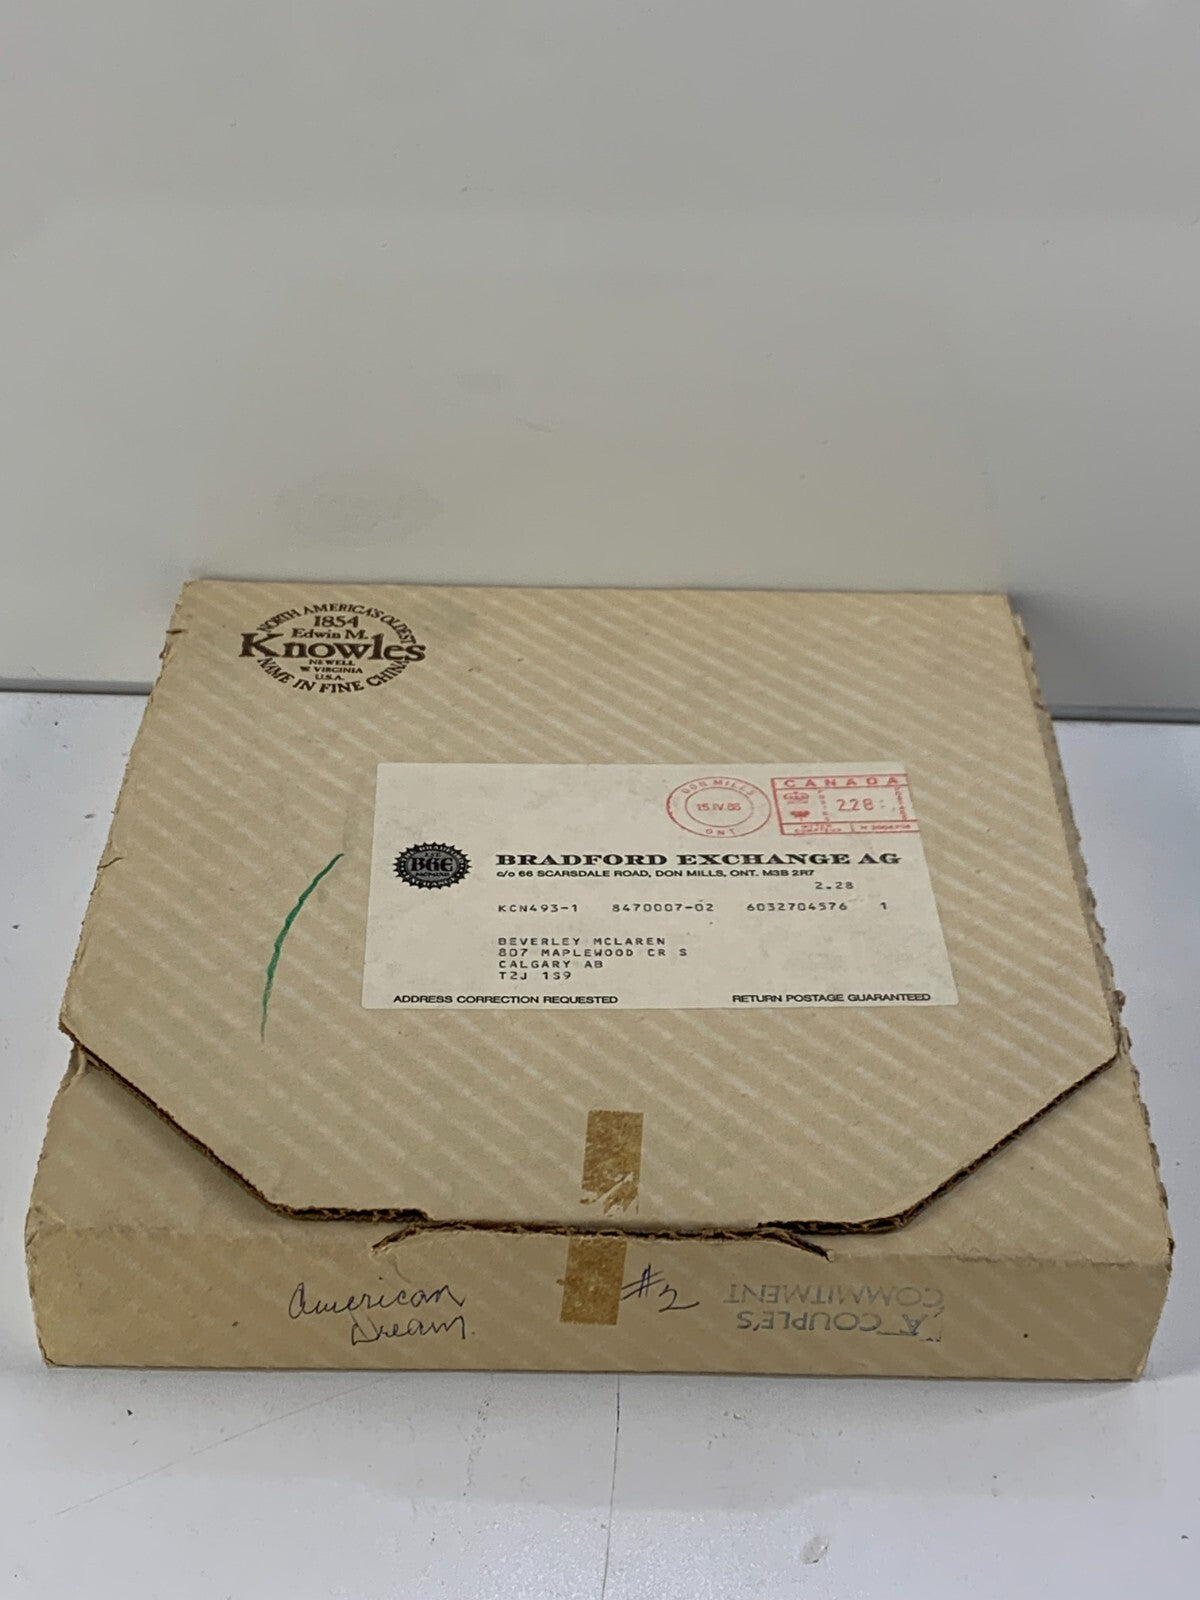 NORTH AMERICA'S OLDEST
1854
Edwin M.
Knowles
NEWELL
W. VIRGINIA
U.S.A.
NAME IN FINE CHINA
DON MILLS
15.IV.86
ONT.
CANADA
228
BGE
BRADFORD EXCHANGE AG
c/o 66 SCARSDALE ROAD, DON MILLS, ONT. M3B 2R7
2.28
KCN493-1 8470007-02 6032704576 1
BEVERLEY MCLAREN
807 MAPLEWOOD CR S
CALGARY AB
T2J 1S9
ADDRESS CORRECTION REQUESTED RETURN POSTAGE GUARANTEED
American
Dream.
#2
A COUPLE'S
COMMITMENT